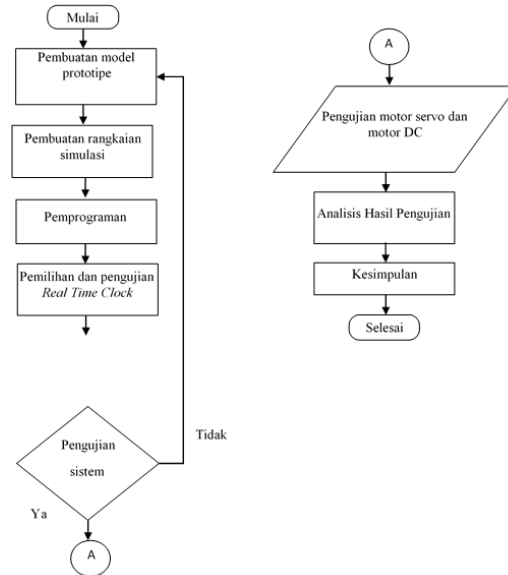 Mulai
Pembuatan model
prototipe
Pembuatan rangkaian
simulasi
Pemprograman
Pemilihan dan pengujian
Real Time Clock
Pengujian
sistem
Tidak
Ya
A
A
Pengujian motor servo dan
motor DC
Analisis Hasil Pengujian
Kesimpulan
Selesai